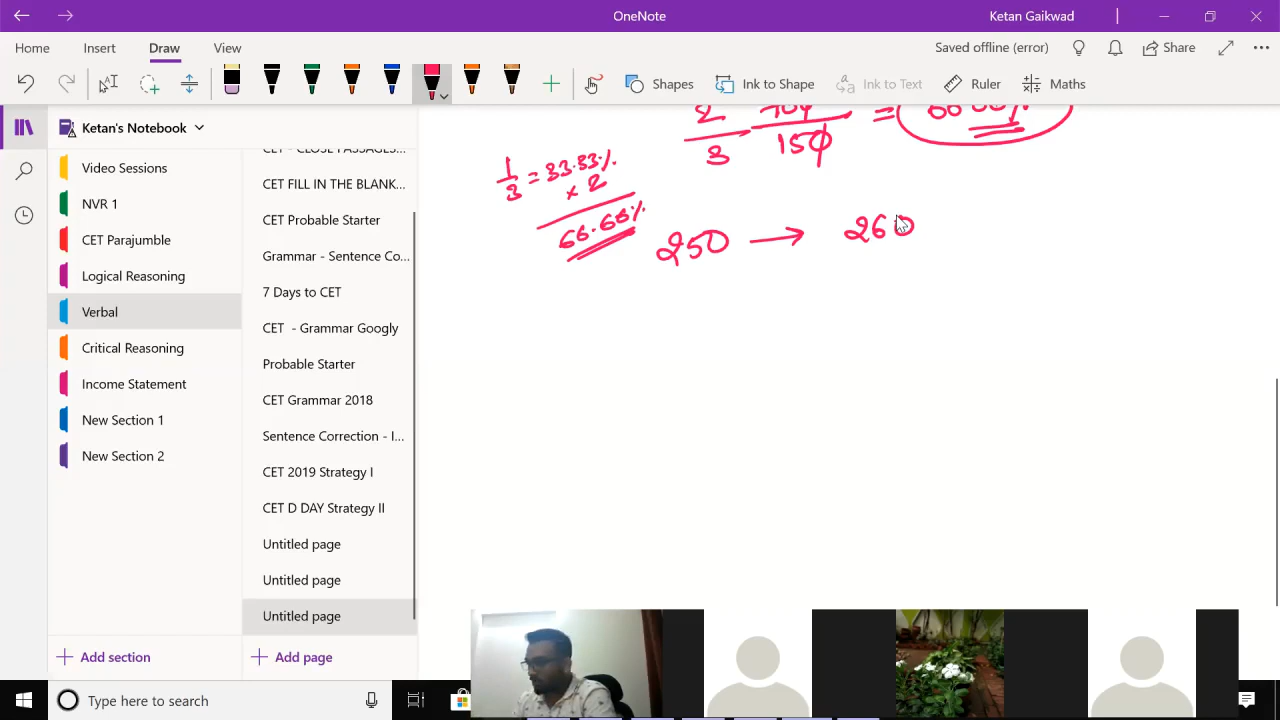 OneNote
Ketan Gaikwad
Home Insert Draw View
Saved offline (error)
Share
Shapes
Ink to Shape
Ink to Text
Ruler
Maths
Ketan's Notebook
Video Sessions
NVR 1
CET Parajumble
Logical Reasoning
Verbal
Critical Reasoning
Income Statement
New Section 1
New Section 2
Add section
CET - CLOSE PASSAGES...
CET FILL IN THE BLANK...
CET Probable Starter
Grammar - Sentence Co...
7 Days to CET
CET - Grammar Googly
Probable Starter
CET Grammar 2018
Sentence Correction - I...
CET 2019 Strategy I
CET D DAY Strategy II
Untitled page
Untitled page
Untitled page
Add page
2
3
150
=
1/3 = 33.33%
× 2
66.66%
250 → 260
Type here to search